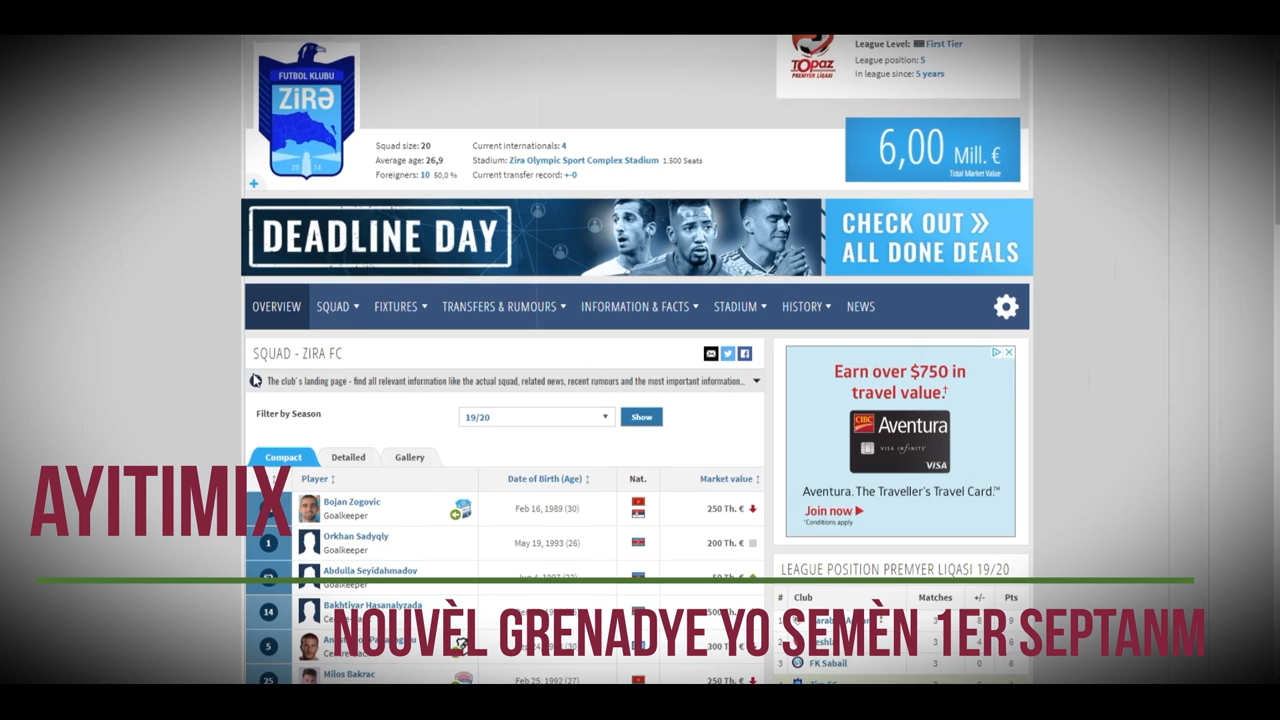 FUTBOL KLUBU
ZiRƏ
20 14
Squad size: 20
Average age: 26,9
Foreigners: 10 50,0 %
Current internationals: 4
Stadium: Zira Olympic Sport Complex Stadium 1.500 Seats
Current transfer record: +-0
TOpaz
PREMYER LİQASI
League Level: First Tier
League position: 5
In league since: 5 years
6,00 Mill. €
Total Market Value
DEADLINE DAY
CHECK OUT »
ALL DONE DEALS
OVERVIEW SQUAD FIXTURES TRANSFERS & RUMOURS INFORMATION & FACTS STADIUM HISTORY NEWS
SQUAD - ZIRA FC
The club's landing page - find all relevant information like the actual squad, related news, recent rumours and the most important information...
Filter by Season
19/20
Show
Compact Detailed Gallery
Player Date of Birth (Age) Nat. Market value
Bojan Zogovic
Goalkeeper
Feb 16, 1989 (30)
250 Th. €
1
Orkhan Sadyqly
Goalkeeper
May 19, 1993 (26)
200 Th. €
Abdulla Seyidahmadov
Goalkeeper
14
Bakhtiyar Hasanalyzada
5
25
Milos Bakrac
Feb 25, 1992 (27)
250 Th. €
Earn over $750 in
travel value.†
CIBC
Aventura
VISA INFINITE
VISA
Aventura. The Traveller's Travel Card.™
Join now
†Conditions apply
LEAGUE POSITION PREMYER LIQASI 19/20
# Club Matches +/- Pts
3 FK Sabail 3 0 6
AYITIMIX
NOUVÈL GRENADYE YO SEMÈN 1ER SEPTANM